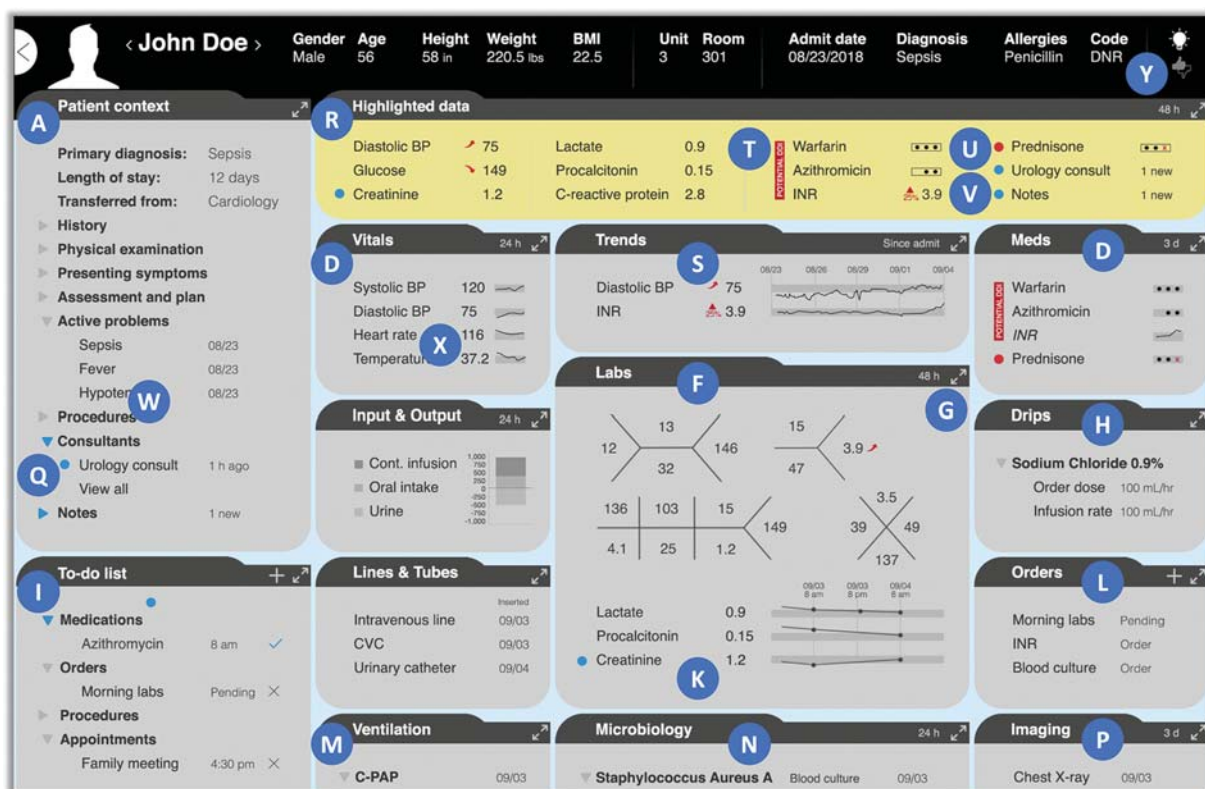 ‹ John Doe ›
Gender Age Height Weight BMI Unit Room Admit date Diagnosis Allergies Code
Male 56 58 in 220.5 lbs 22.5 3 301 08/23/2018 Sepsis Penicillin DNR
Y
A Patient context
Primary diagnosis: Sepsis
Length of stay: 12 days
Transferred from: Cardiology
History
Physical examination
Presenting symptoms
Assessment and plan
Active problems
Sepsis 08/23
Fever 08/23
08/23
W
Procedures
Consultants
Q Urology consult 1 h ago
View all
Notes 1 new
I To-do list +
Medications
Azithromycin 8 am
Orders
Morning labs Pending
Procedures
Appointments
Family meeting 4:30 pm
R Highlighted data 48 h
Diastolic BP 75 Lactate 0.9 T Warfarin U Prednisone
Glucose 149 Procalcitonin 0.15 POTENTIAL DDI Azithromicin Urology consult 1 new
Creatinine 1.2 C-reactive protein 2.8 INR 25% 3.9 V Notes 1 new
D Vitals 24 h
Systolic BP 120
Diastolic BP 75
Heart rate 116
X
37.2
Input & Output 24 h
Cont. infusion
Oral intake
Urine
1,000
750
500
250
0
-250
-500
-750
-1,000
Lines & Tubes
Inserted
Intravenous line 09/03
CVC 09/03
Urinary catheter 09/04
M Ventilation
C-PAP 09/03
Trends Since admit
S
08/23 08/26 08/29 09/01 09/04
Diastolic BP 75
INR 25% 3.9
Labs F 48 h
G
13
12 146
32
15
3.9
47
136 103 15
149
4.1 25 1.2
3.5
39 49
137
09/03 09/03 09/04
8 am 8 pm 8 am
Lactate 0.9
Procalcitonin 0.15
Creatinine 1.2
K
Microbiology N 24 h
Staphylococcus Aureus A Blood culture 09/03
Meds D 3 d
POTENTIAL DDI
Warfarin
Azithromicin
INR
Prednisone
Drips H
Sodium Chloride 0.9%
Order dose 100 mL/hr
Infusion rate 100 mL/hr
Orders L +
Morning labs Pending
INR Order
Blood culture Order
Imaging P 3 d
Chest X-ray 09/03